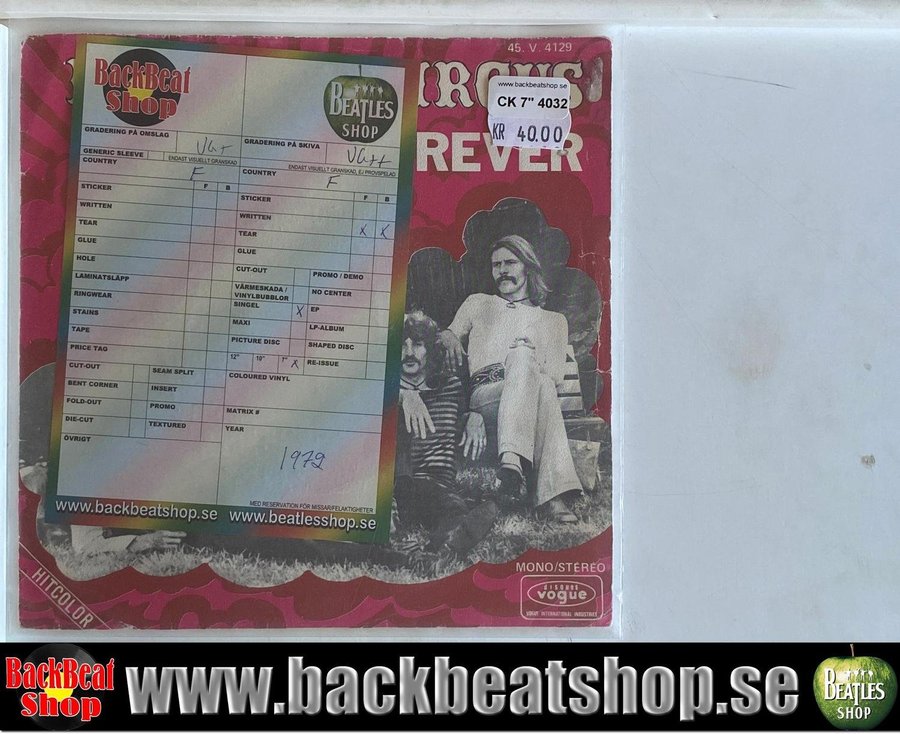 45. V. 4129
IRCUS
REVER
www.backbeatshop.se
CK 7" 4032
KR 40.00
BackBeat
Shop
BEATLES
SHOP
GRADERING PÅ OMSLAG
VG+
GRADERING PÅ SKIVA
VG++
GENERIC SLEEVE
ENDAST VISUELLT GRANSKAD
ENDAST VISUELLT GRANSKAD, EJ PROVSPELAD
COUNTRY
F
COUNTRY
F
STICKER
F B
WRITTEN
TEAR
GLUE
HOLE
LAMINATSLÄPP
RINGWEAR
STAINS
TAPE
PRICE TAG
CUT-OUT
SEAM SPLIT
BENT CORNER
INSERT
FOLD-OUT
PROMO
DIE-CUT
TEXTURED
ÖVRIGT
STICKER
F B
WRITTEN
TEAR
X X
GLUE
CUT-OUT
PROMO / DEMO
VÄRMESKADA /
VINYLBUBBLOR
NO CENTER
SINGEL X
EP
MAXI
LP-ALBUM
PICTURE DISC
SHAPED DISC
12" 10" 7" X
RE-ISSUE
COLOURED VINYL
MATRIX #
YEAR
1972
MED RESERVATION FÖR MISSAR/FELAKTIGHETER
www.backbeatshop.se www.beatlesshop.se
HITCOLOR
MONO/STEREO
DISQUES
vogue
VOGUE INTERNATIONAL INDUSTRIES
BackBeat
Shop
www.backbeatshop.se
BEATLES
SHOP